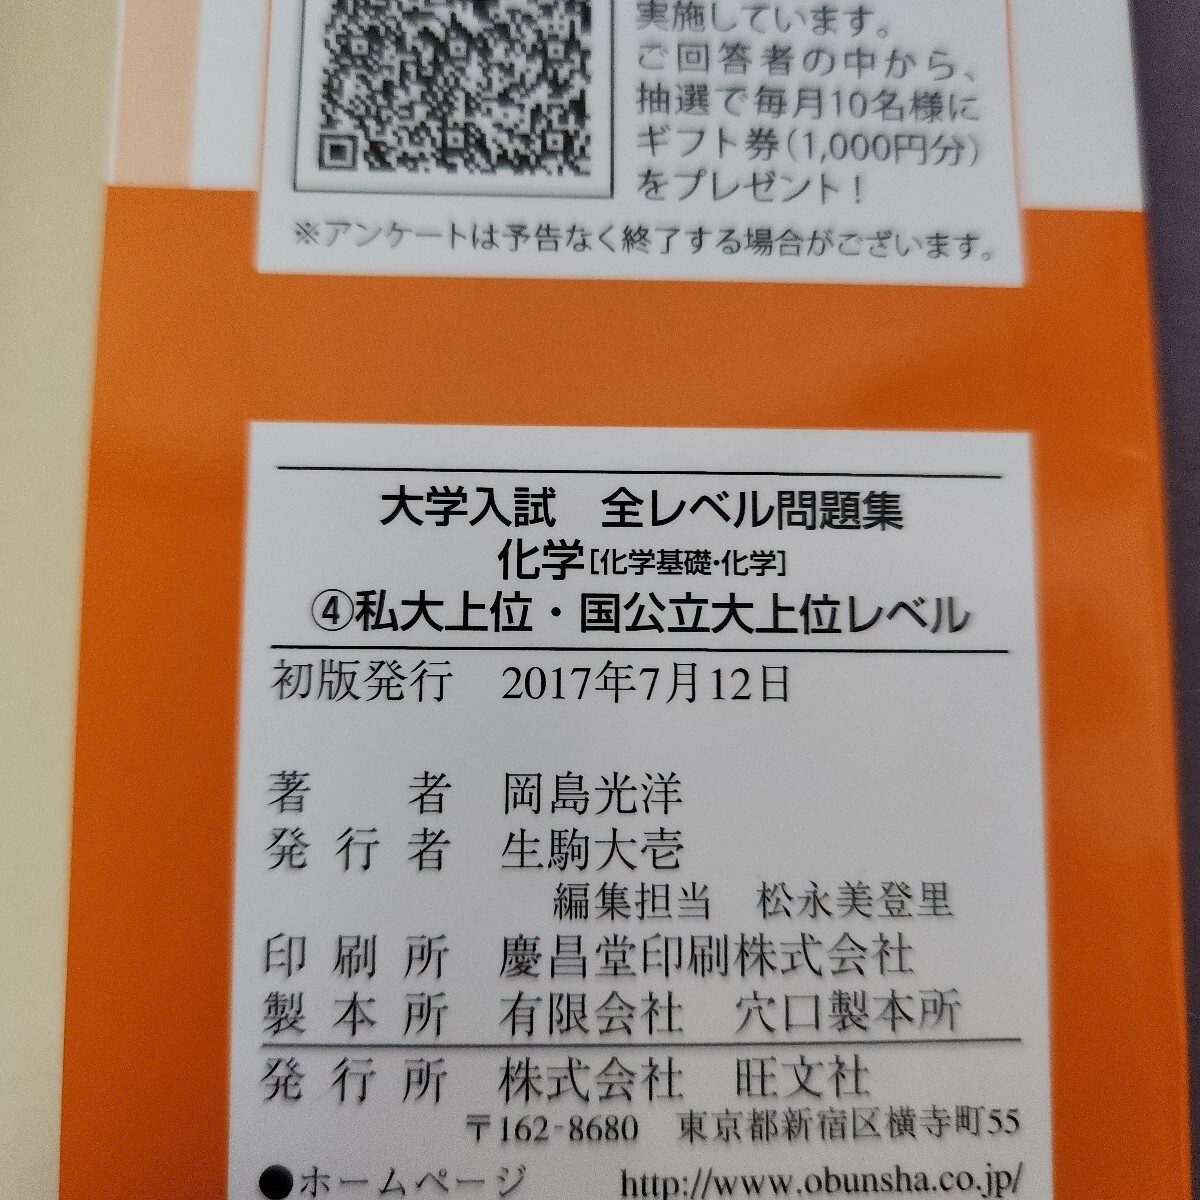 実施しています。
ご回答者の中から、
抽選で毎月10名様に
ギフト券(1,000円分)
をプレゼント!
※アンケートは予告なく終了する場合がございます。
大学入試 全レベル問題集
化学[化学基礎・化学]
④私大上位・国公立大上位レベル
初版発行 2017年7月12日
著者 岡島光洋
発行者 生駒大壱
編集担当 松永美登里
印刷所 慶昌堂印刷株式会社
製本所 有限会社 穴口製本所
発行所 株式会社 旺文社
〒162-8680 東京都新宿区横寺町55
●ホームページ http://www.obunsha.co.jp/